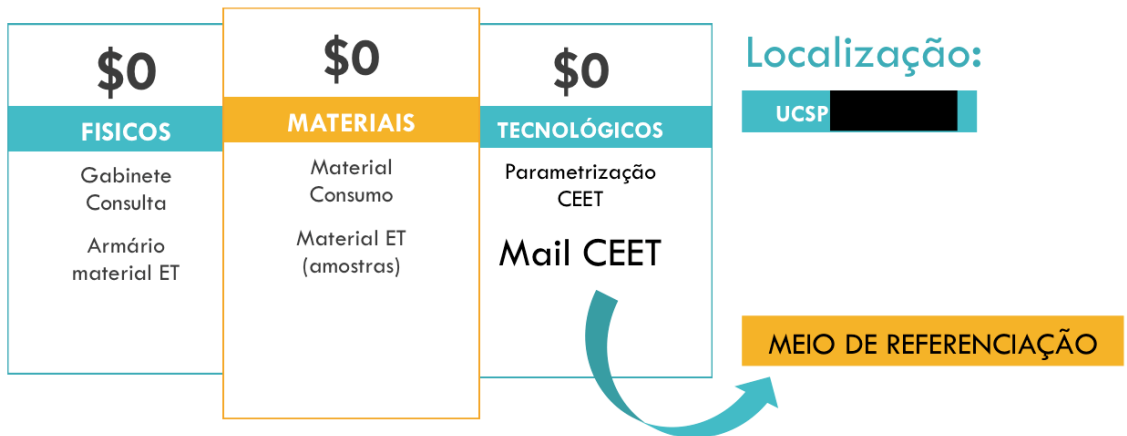 $0
FISICOS
Gabinete
Consulta
Armário
material ET
$0
MATERIAIS
Material
Consumo
Material ET
(amostras)
$0
TECNOLÓGICOS
Parametrização
CEET
Mail CEET
Localização:
UCSP
MEIO DE REFERENCIAÇÃO